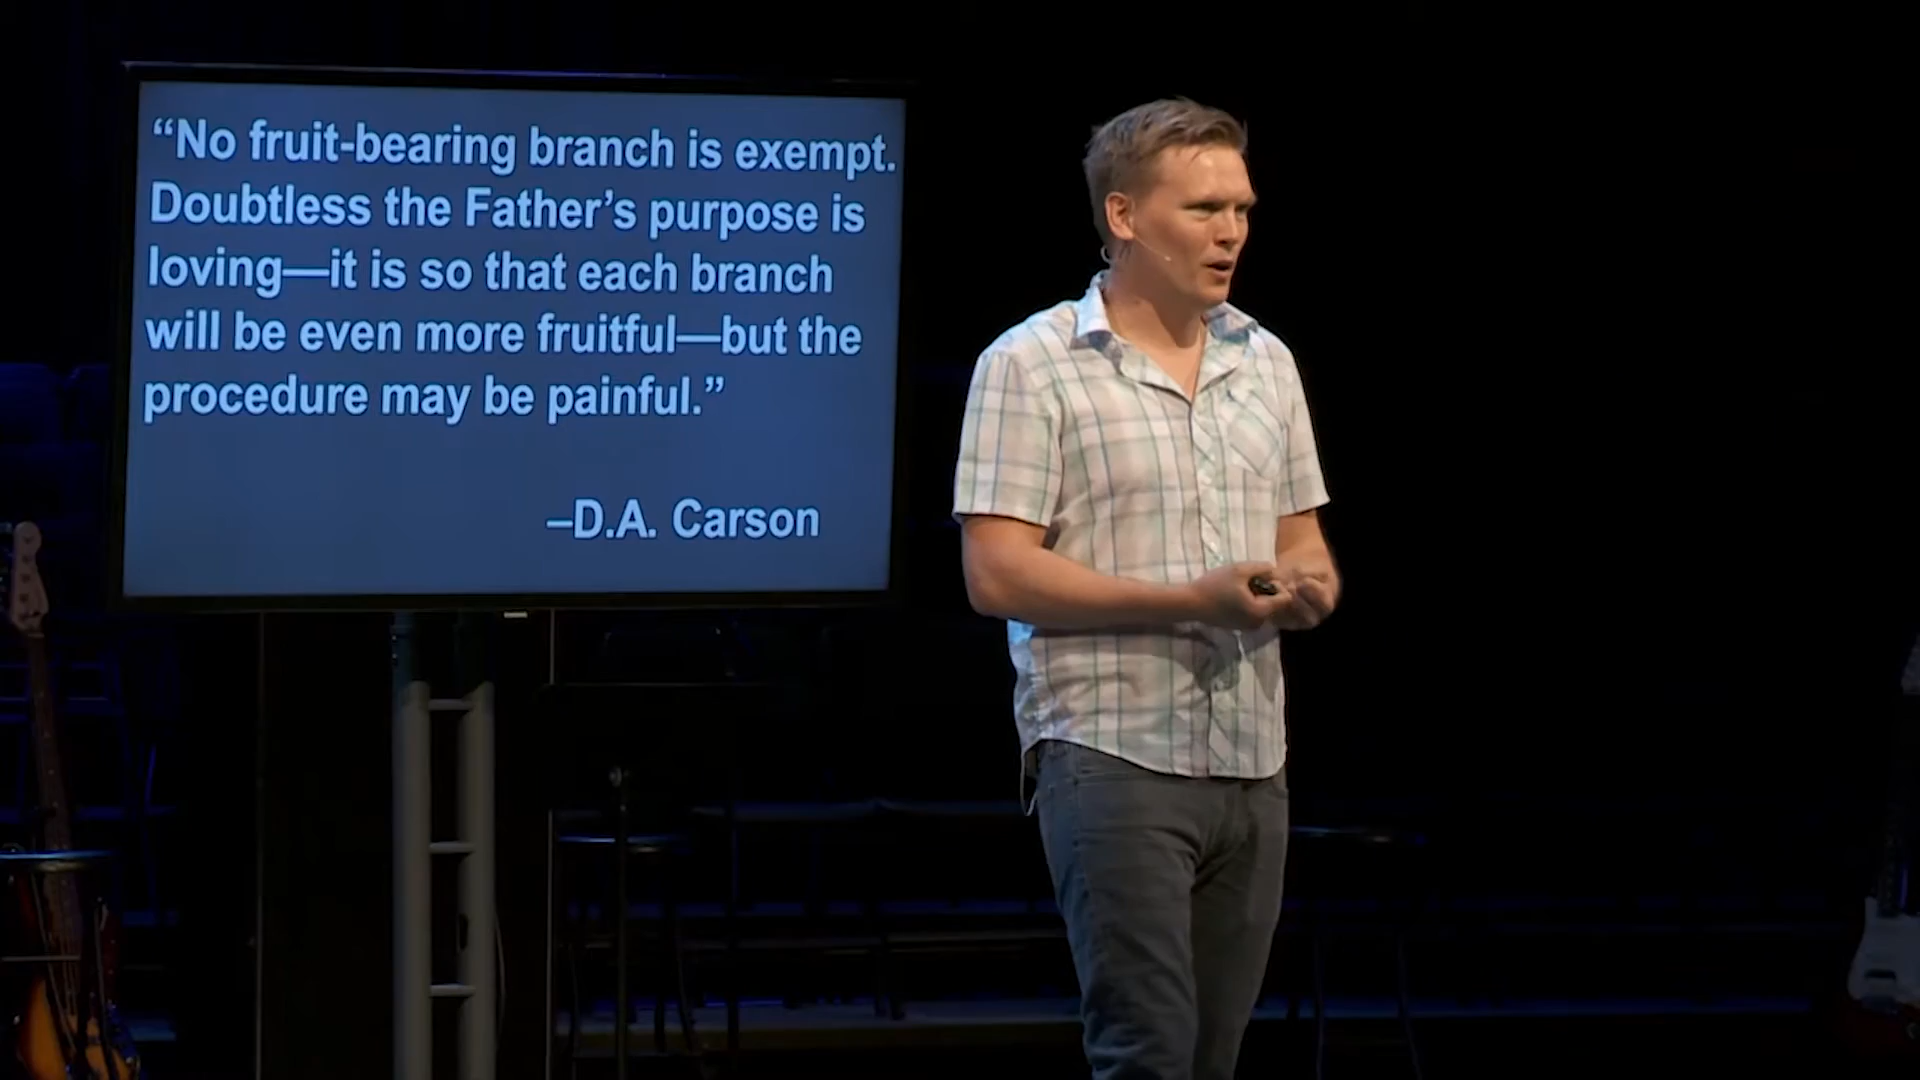 “No fruit-bearing branch is exempt.
Doubtless the Father’s purpose is
loving—it is so that each branch
will be even more fruitful—but the
procedure may be painful.”
–D.A. Carson